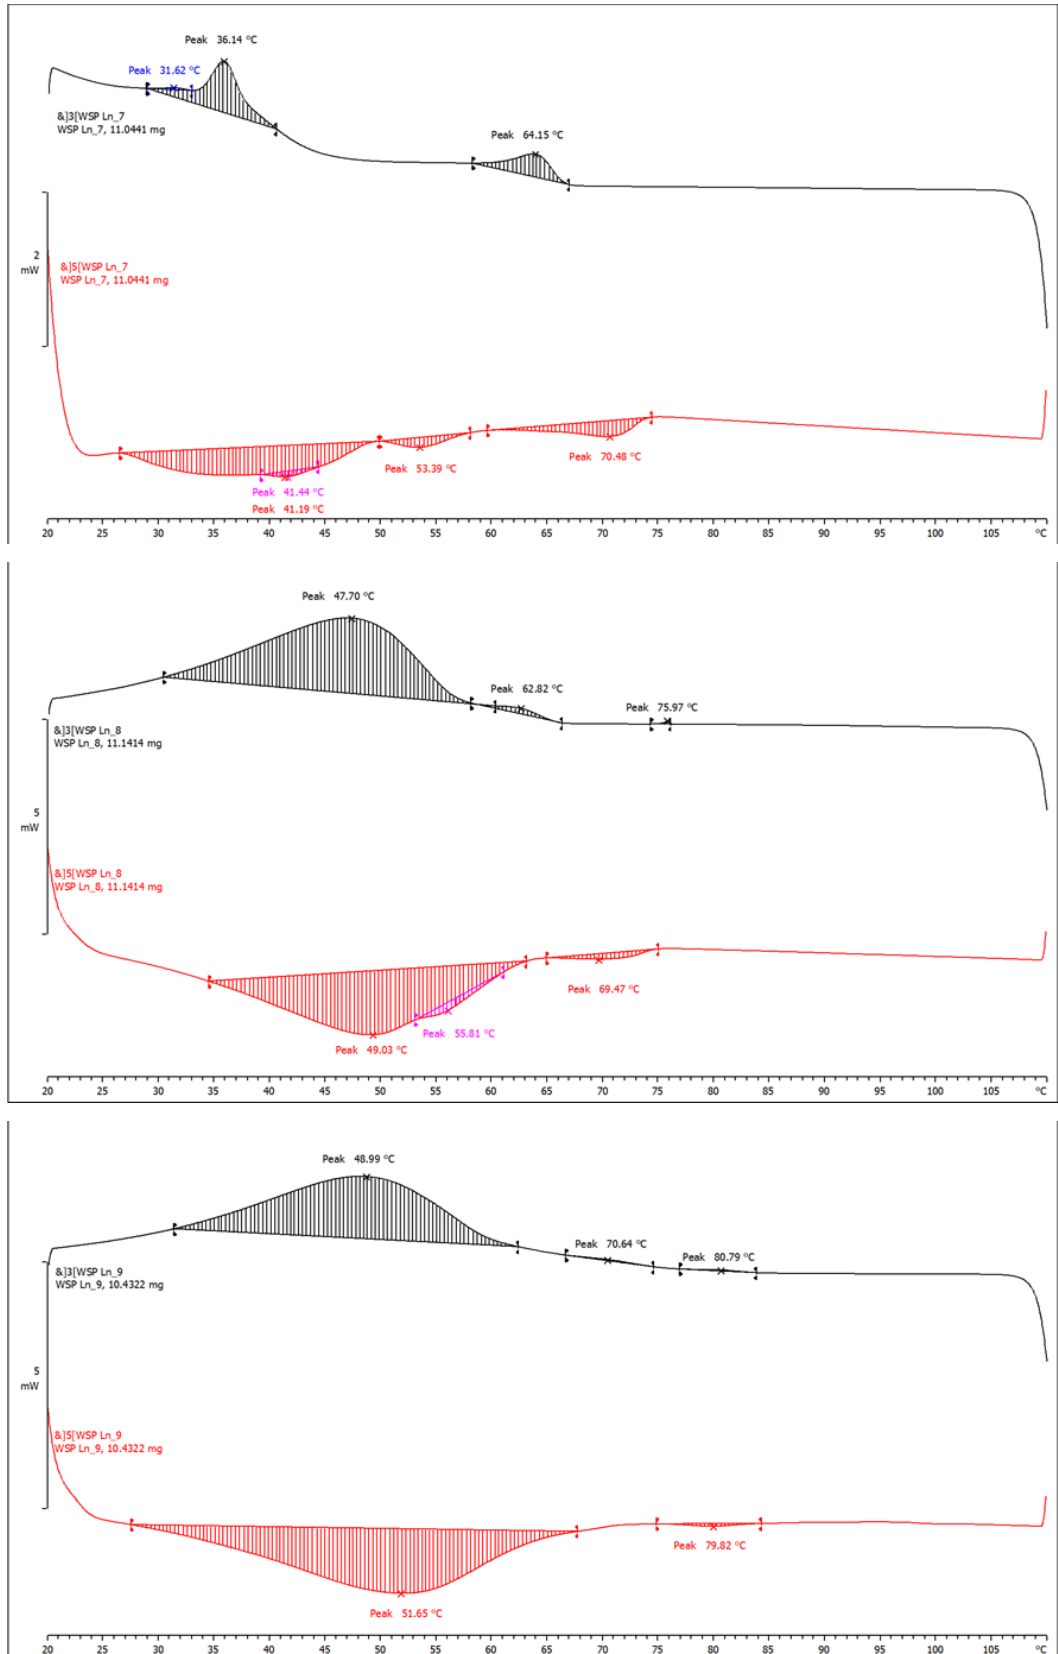 Peak 36.14 °C
Peak 31.62 °C
&]3[WSP Ln_7
WSP Ln_7, 11.0441 mg
Peak 64.15 °C
2
mW
&]5[WSP Ln_7
WSP Ln_7, 11.0441 mg
Peak 53.39 °C
Peak 70.48 °C
Peak 41.44 °C
Peak 41.19 °C
20 25 30 35 40 45 50 55 60 65 70 75 80 85 90 95 100 105 °C
Peak 47.70 °C
Peak 62.82 °C
Peak 75.97 °C
&]3[WSP Ln_8
WSP Ln_8, 11.1414 mg
5
mW
&]5[WSP Ln_8
WSP Ln_8, 11.1414 mg
Peak 69.47 °C
Peak 55.81 °C
Peak 49.03 °C
20 25 30 35 40 45 50 55 60 65 70 75 80 85 90 95 100 105 °C
Peak 48.99 °C
Peak 70.64 °C
Peak 80.79 °C
&]3[WSP Ln_9
WSP Ln_9, 10.4322 mg
5
mW
&]5[WSP Ln_9
WSP Ln_9, 10.4322 mg
Peak 79.82 °C
Peak 51.65 °C
20 25 30 35 40 45 50 55 60 65 70 75 80 85 90 95 100 105 °C